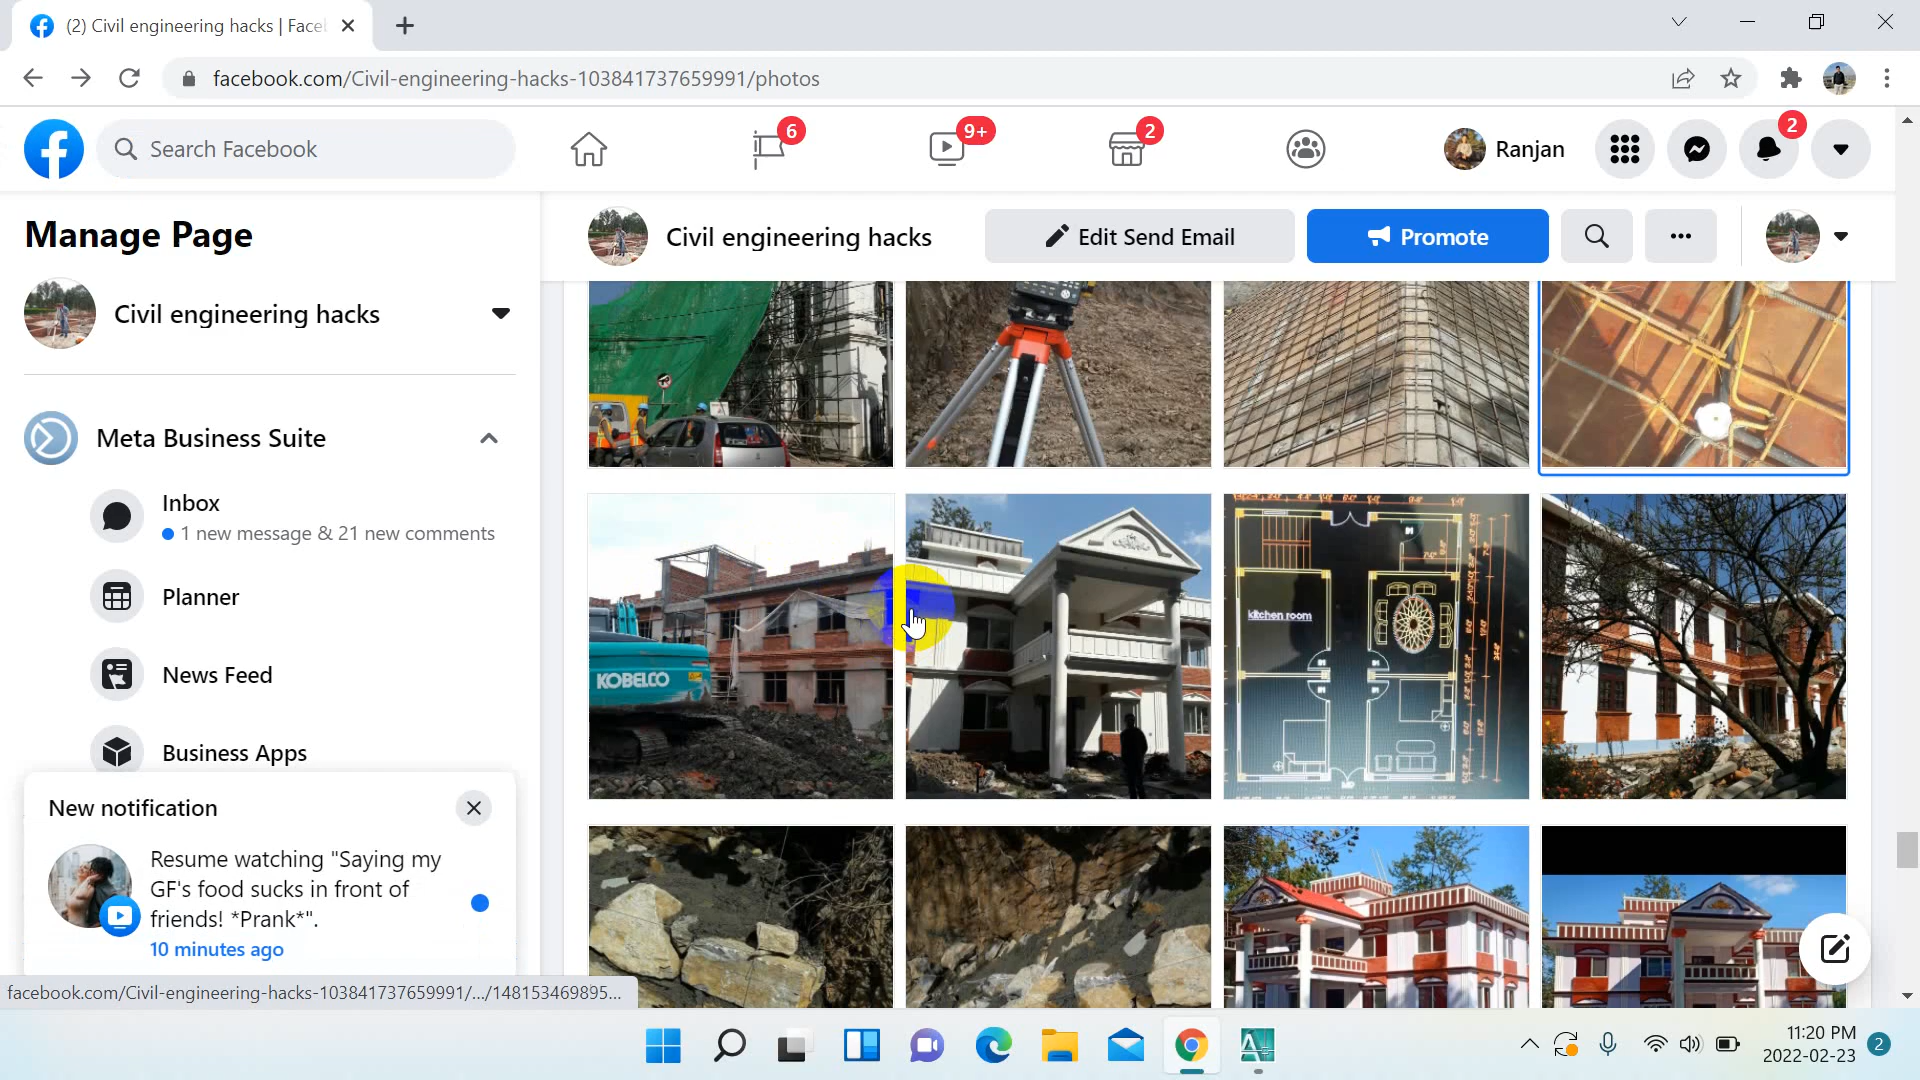 (2) Civil engineering hacks | Face
facebook.com/Civil-engineering-hacks-103841737659991/photos
Search Facebook
6
9+
2
Ranjan
2
Manage Page
Civil engineering hacks
Edit Send Email
Promote
Civil engineering hacks
Meta Business Suite
Inbox
1 new message & 21 new comments
Planner
News Feed
Business Apps
KOBELCO
kitchen room
New notification
Resume watching "Saying my
GF's food sucks in front of
friends! *Prank*".
10 minutes ago
facebook.com/Civil-engineering-hacks-103841737659991/.../148153469895...
11:20 PM
2022-02-23
2